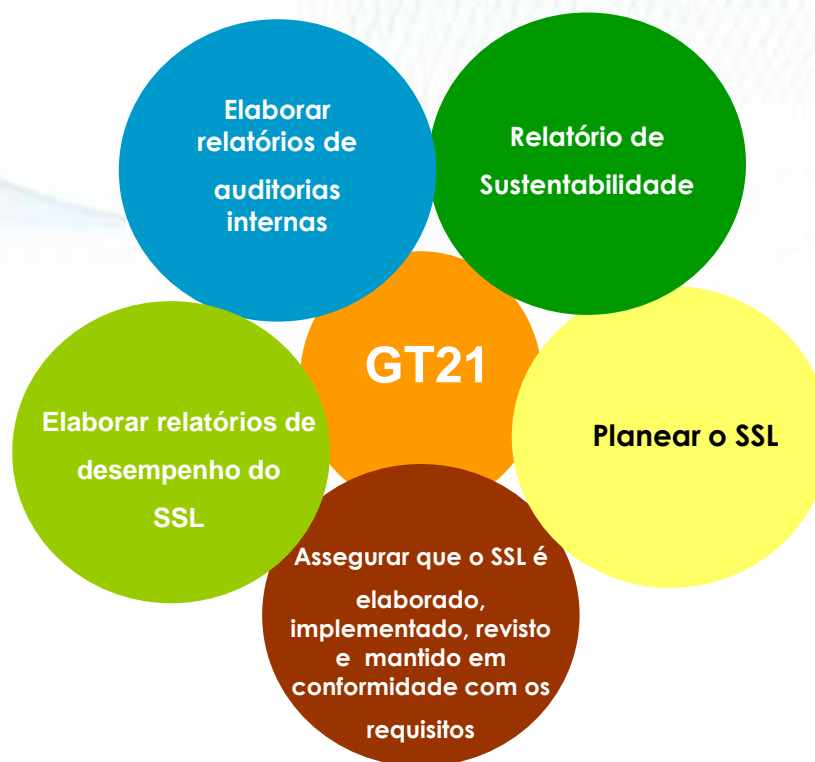 Elaborar
relatórios de
auditorias
internas
Relatório de
Sustentabilidade
GT21
Elaborar relatórios de
desempenho do
SSL
Planear o SSL
Assegurar que o SSL é
elaborado,
implementado, revisto
e mantido em
conformidade com os
requisitos